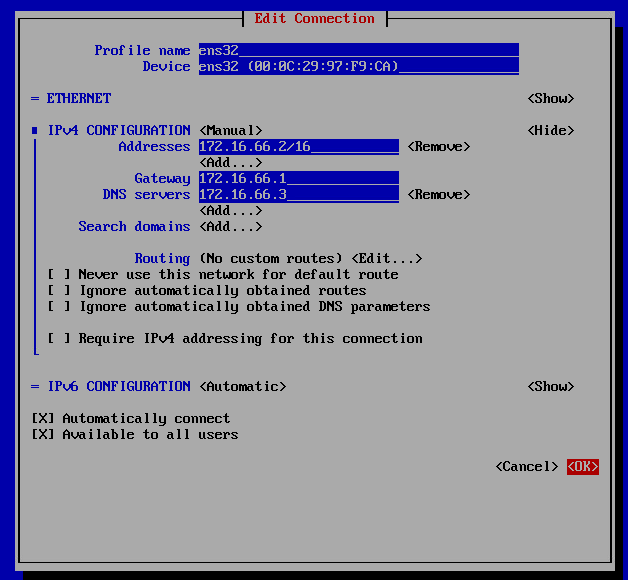 Edit Connection
Profile name ens32
Device ens32 (00:0C:29:97:F9:CA)
= ETHERNET <Show>
IPv4 CONFIGURATION <Manual> <Hide>
Addresses 172.16.66.2/16 <Remove>
<Add...>
Gateway 172.16.66.1
DNS servers 172.16.66.3 <Remove>
<Add...>
Search domains <Add...>
Routing (No custom routes) <Edit...>
[ ] Never use this network for default route
[ ] Ignore automatically obtained routes
[ ] Ignore automatically obtained DNS parameters
[ ] Require IPv4 addressing for this connection
= IPv6 CONFIGURATION <Automatic> <Show>
[X] Automatically connect
[X] Available to all users
<Cancel> <OK>